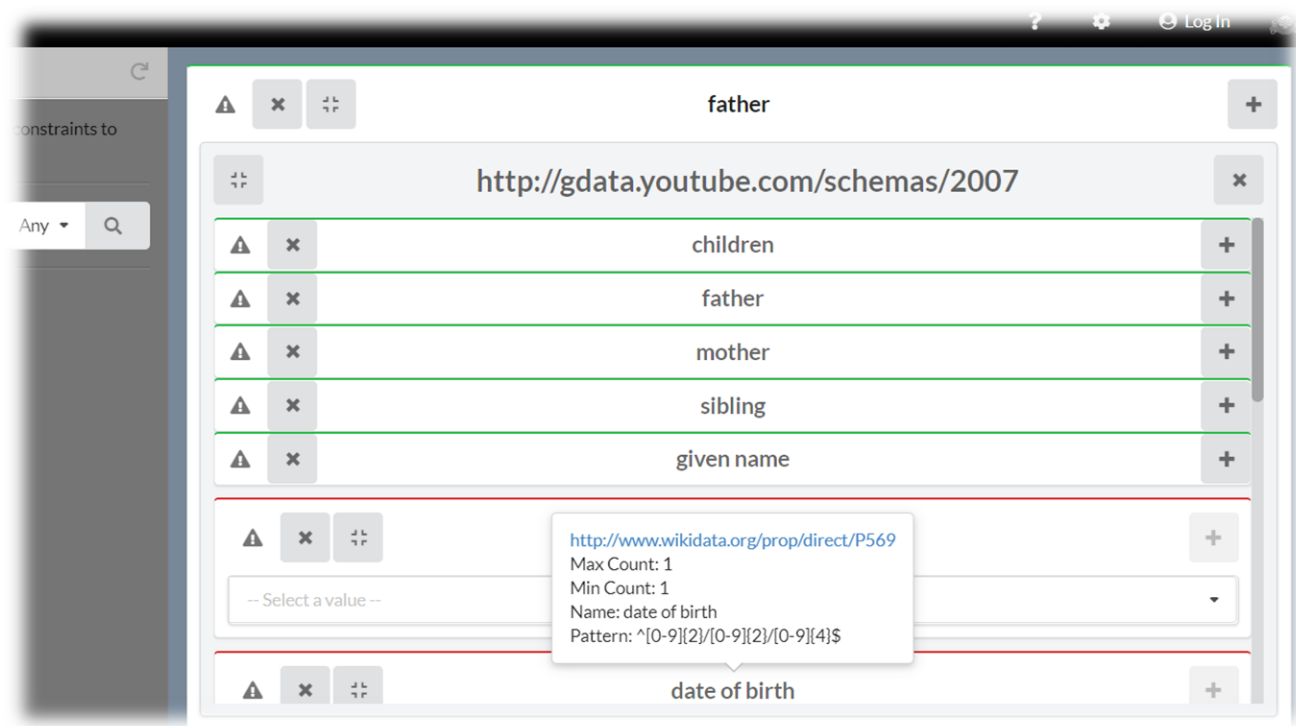 ? Log In
father
constraints to
http://gdata.youtube.com/schemas/2007
Any
children
father
mother
sibling
given name
http://www.wikidata.org/prop/direct/P569
Max Count: 1
Min Count: 1
Name: date of birth
Pattern: ^[0-9]{2}/[0-9]{2}/[0-9]{4}$
-- Select a value --
date of birth